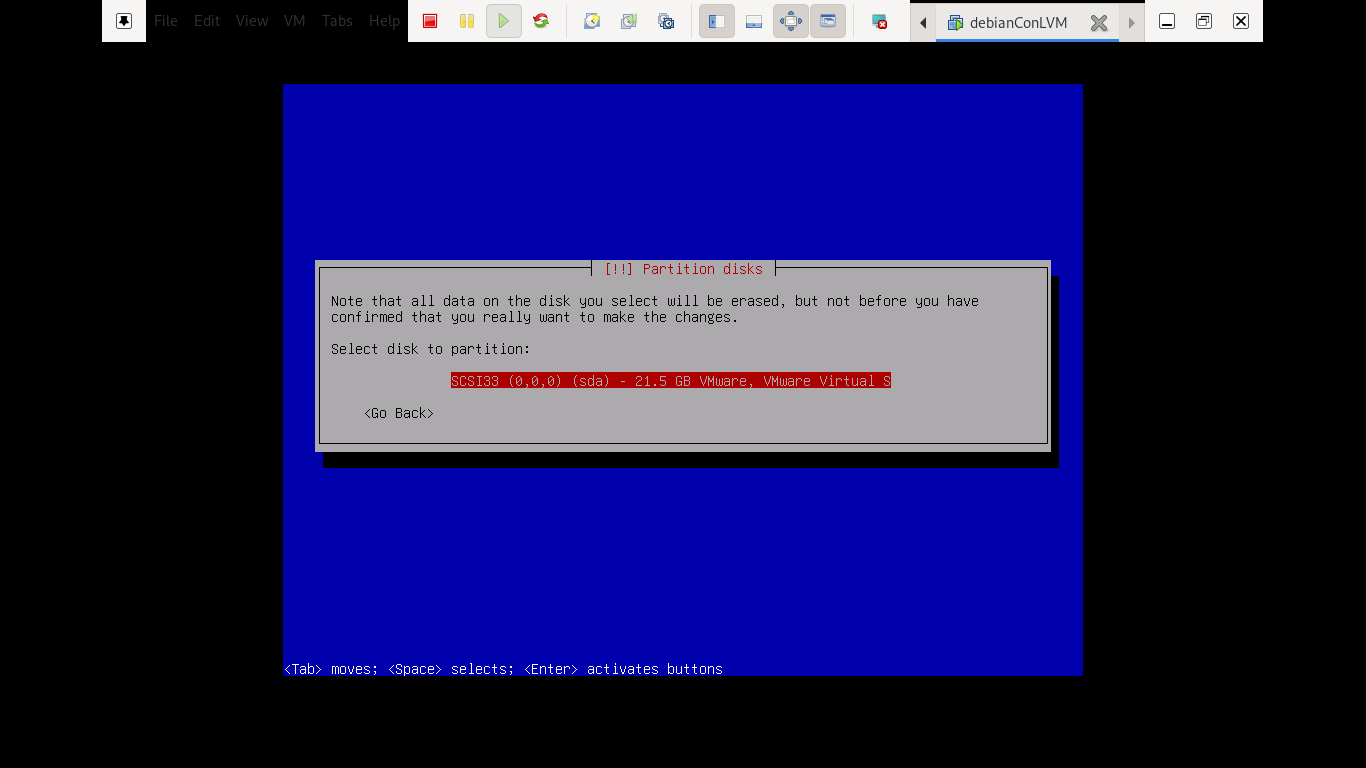 File Edit View VM Tabs Help
debianConLVM
[!!] Partition disks
Note that all data on the disk you select will be erased, but not before you have
confirmed that you really want to make the changes.
Select disk to partition:
SCSI33 (0,0,0) (sda) - 21.5 GB VMware, VMware Virtual S
<Go Back>
<Tab> moves; <Space> selects; <Enter> activates buttons